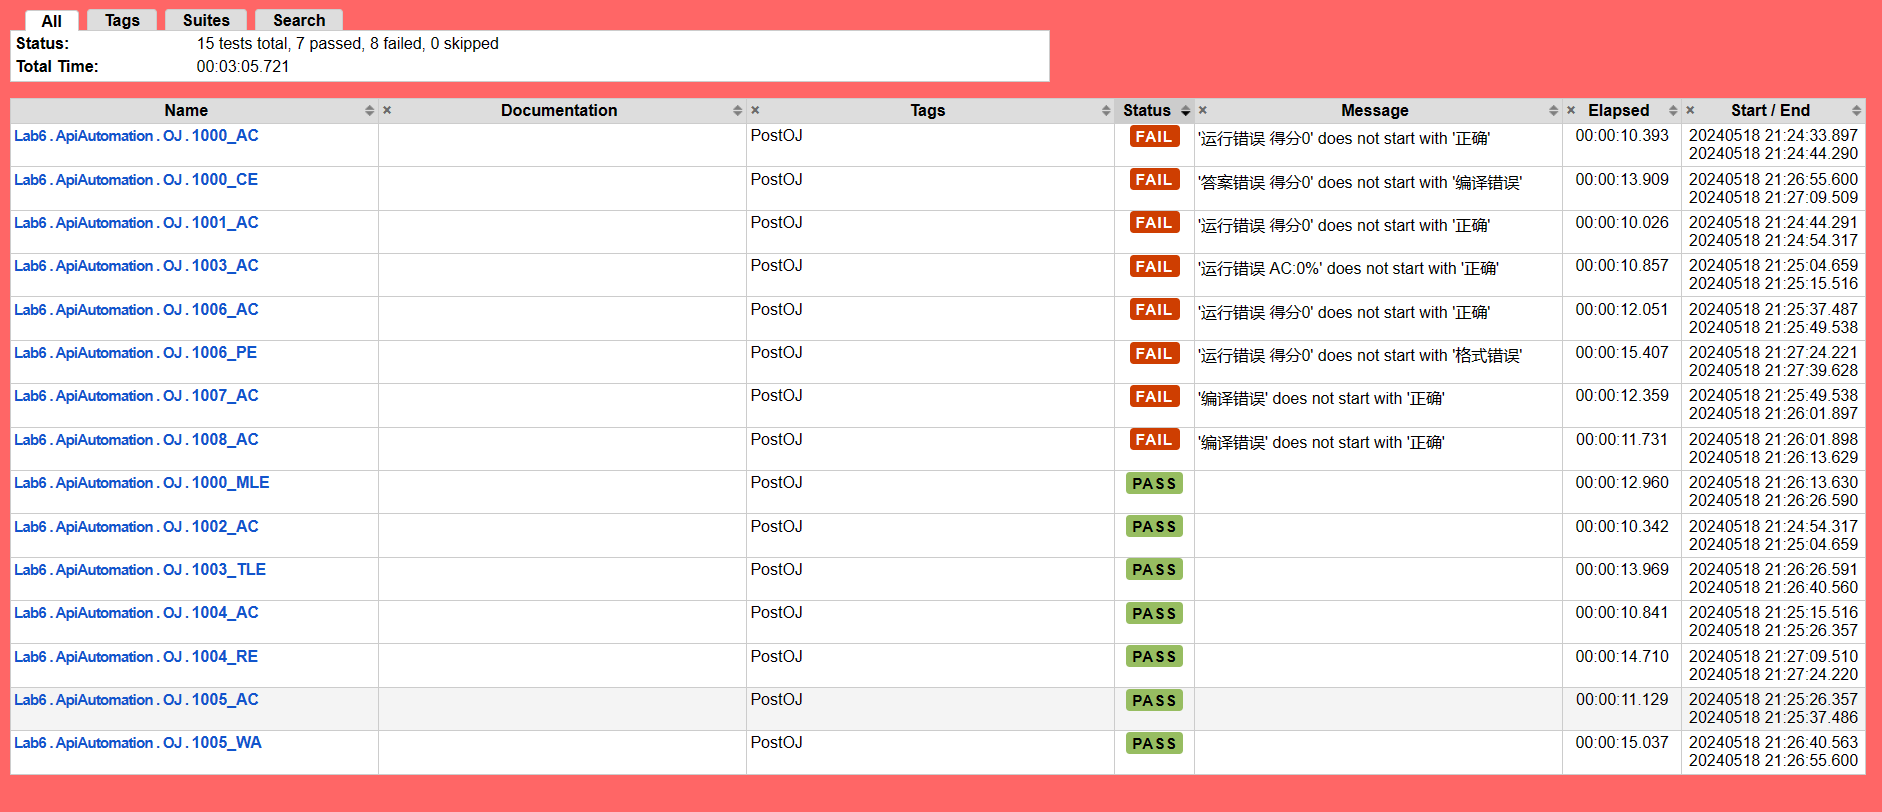 All Tags Suites Search
Status: 15 tests total, 7 passed, 8 failed, 0 skipped
Total Time: 00:03:05.721
Name × Documentation × Tags Status × Message × Elapsed × Start / End
Lab6 . ApiAutomation . OJ . 1000_AC PostOJ FAIL '运行错误 得分0' does not start with '正确' 00:00:10.393 20240518 21:24:33.897
20240518 21:24:44.290
Lab6 . ApiAutomation . OJ . 1000_CE PostOJ FAIL '答案错误 得分0' does not start with '编译错误' 00:00:13.909 20240518 21:26:55.600
20240518 21:27:09.509
Lab6 . ApiAutomation . OJ . 1001_AC PostOJ FAIL '运行错误 得分0' does not start with '正确' 00:00:10.026 20240518 21:24:44.291
20240518 21:24:54.317
Lab6 . ApiAutomation . OJ . 1003_AC PostOJ FAIL '运行错误 AC:0%' does not start with '正确' 00:00:10.857 20240518 21:25:04.659
20240518 21:25:15.516
Lab6 . ApiAutomation . OJ . 1006_AC PostOJ FAIL '运行错误 得分0' does not start with '正确' 00:00:12.051 20240518 21:25:37.487
20240518 21:25:49.538
Lab6 . ApiAutomation . OJ . 1006_PE PostOJ FAIL '运行错误 得分0' does not start with '格式错误' 00:00:15.407 20240518 21:27:24.221
20240518 21:27:39.628
Lab6 . ApiAutomation . OJ . 1007_AC PostOJ FAIL '编译错误' does not start with '正确' 00:00:12.359 20240518 21:25:49.538
20240518 21:26:01.897
Lab6 . ApiAutomation . OJ . 1008_AC PostOJ FAIL '编译错误' does not start with '正确' 00:00:11.731 20240518 21:26:01.898
20240518 21:26:13.629
Lab6 . ApiAutomation . OJ . 1000_MLE PostOJ PASS 00:00:12.960 20240518 21:26:13.630
20240518 21:26:26.590
Lab6 . ApiAutomation . OJ . 1002_AC PostOJ PASS 00:00:10.342 20240518 21:24:54.317
20240518 21:25:04.659
Lab6 . ApiAutomation . OJ . 1003_TLE PostOJ PASS 00:00:13.969 20240518 21:26:26.591
20240518 21:26:40.560
Lab6 . ApiAutomation . OJ . 1004_AC PostOJ PASS 00:00:10.841 20240518 21:25:15.516
20240518 21:25:26.357
Lab6 . ApiAutomation . OJ . 1004_RE PostOJ PASS 00:00:14.710 20240518 21:27:09.510
20240518 21:27:24.220
Lab6 . ApiAutomation . OJ . 1005_AC PostOJ PASS 00:00:11.129 20240518 21:25:26.357
20240518 21:25:37.486
Lab6 . ApiAutomation . OJ . 1005_WA PostOJ PASS 00:00:15.037 20240518 21:26:40.563
20240518 21:26:55.600